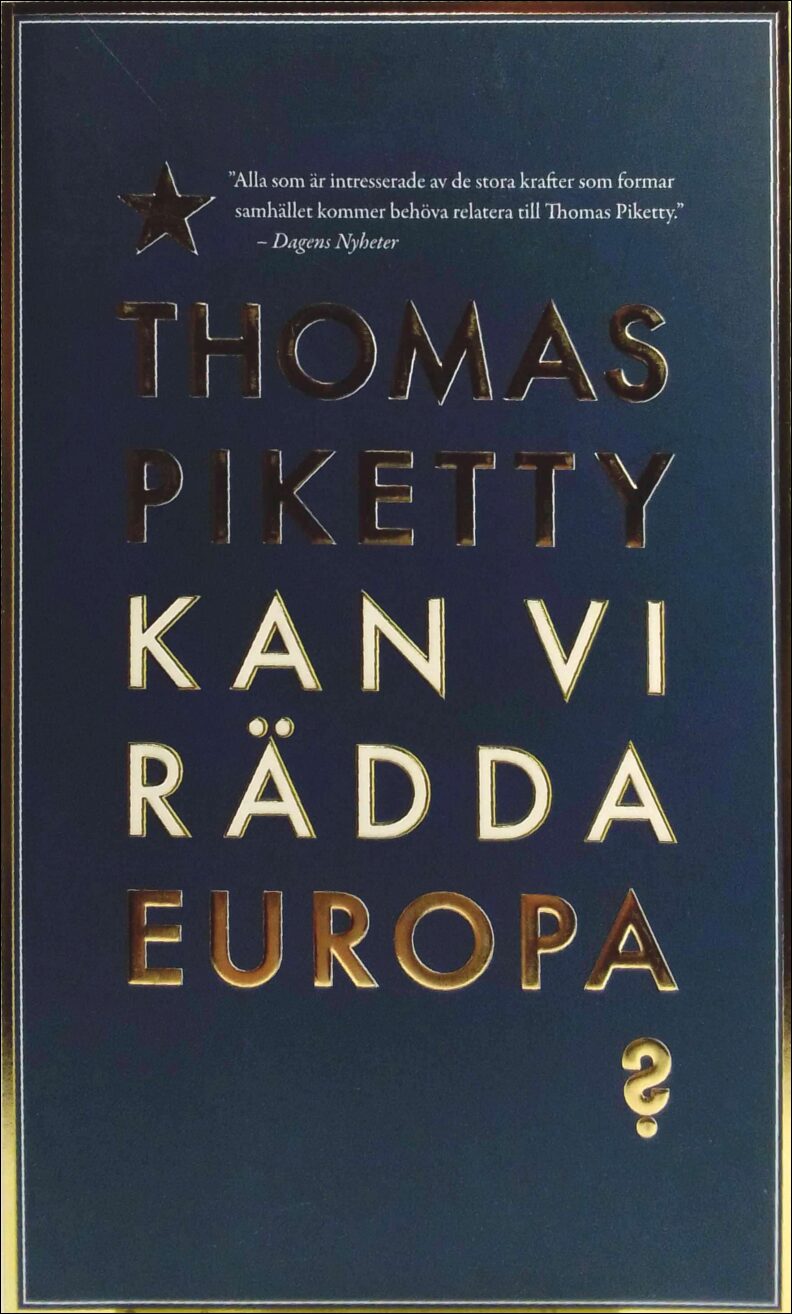 ”Alla som är intresserade av de stora krafter som formar
samhället kommer behöva relatera till Thomas Piketty.”
– Dagens Nyheter
THOMAS
PIKETTY
KAN VI
RÄDDA
EUROPA
?